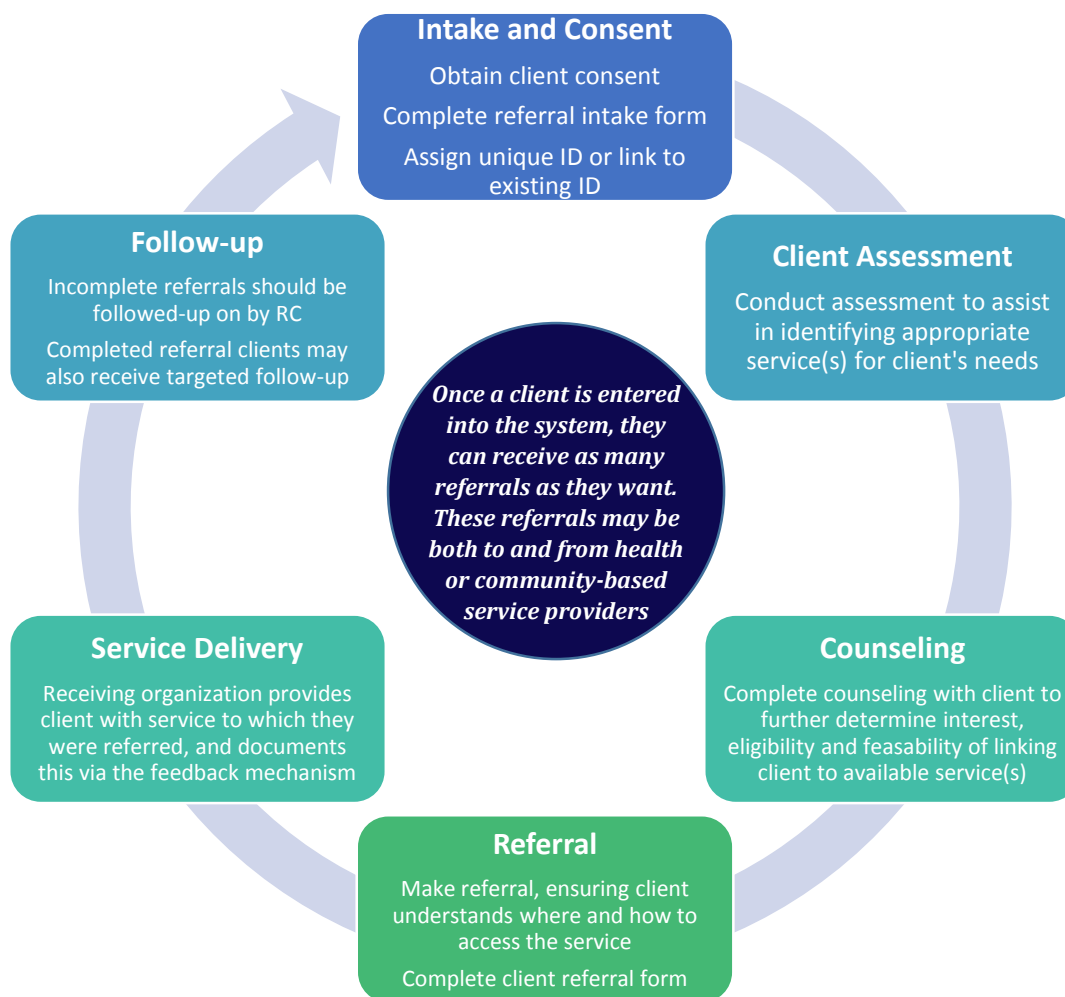 Intake and Consent
Obtain client consent
Complete referral intake form
Assign unique ID or link to
existing ID
Client Assessment
Conduct assessment to assist
in identifying appropriate
service(s) for client's needs
Counseling
Complete counseling with client to
further determine interest,
eligibility and feasability of linking
client to available service(s)
Referral
Make referral, ensuring client
understands where and how to
access the service
Complete client referral form
Service Delivery
Receiving organization provides
client with service to which they
were referred, and documents
this via the feedback mechanism
Follow-up
Incomplete referrals should be
followed-up on by RC
Completed referral clients may
also receive targeted follow-up
Once a client is entered
into the system, they
can receive as many
referrals as they want.
These referrals may be
both to and from health
or community-based
service providers